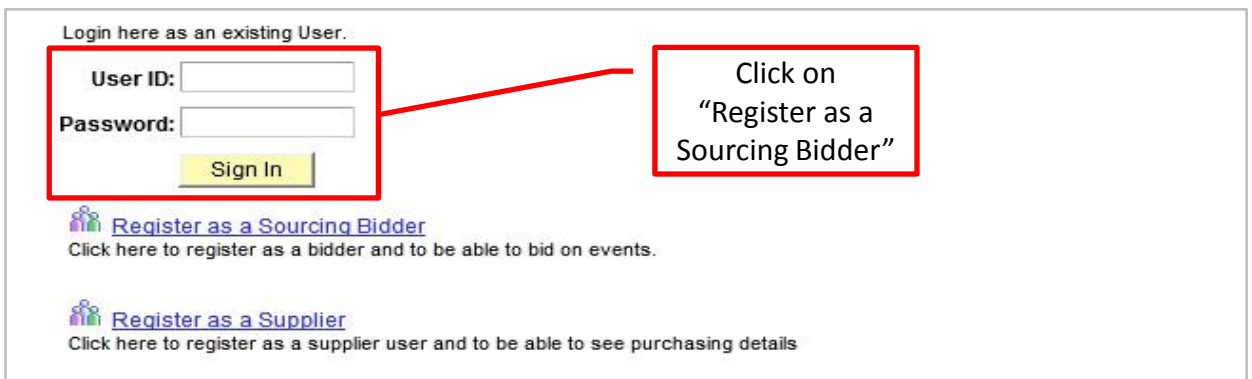 Login here as an existing User.
User ID:
Password:
Sign In
Click on
“Register as a
Sourcing Bidder”
Register as a Sourcing Bidder
Click here to register as a bidder and to be able to bid on events.
Register as a Supplier
Click here to register as a supplier user and to be able to see purchasing details